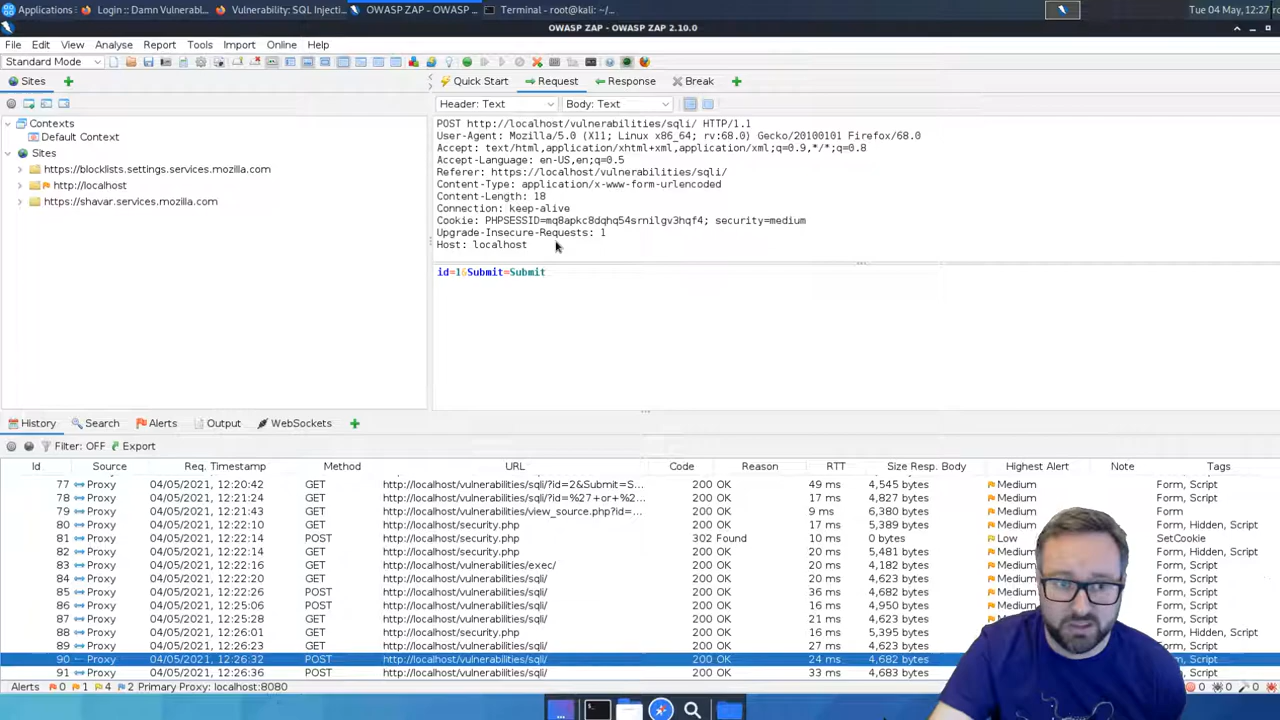 Applications
Login :: Damn Vulnerabl...
Vulnerability: SQL Injecti...
OWASP ZAP - OWASP ...
Terminal - root@kali: ~/...
Tue 04 May, 12:27
OWASP ZAP - OWASP ZAP 2.10.0
File Edit View Analyse Report Tools Import Online Help
Standard Mode
Sites
Quick Start Request Response Break
Header: Text Body: Text
Contexts
Default Context
Sites
https://blocklists.settings.services.mozilla.com
http://localhost
https://shavar.services.mozilla.com
POST http://localhost/vulnerabilities/sqli/ HTTP/1.1
User-Agent: Mozilla/5.0 (X11; Linux x86_64; rv:68.0) Gecko/20100101 Firefox/68.0
Accept: text/html,application/xhtml+xml,application/xml;q=0.9,*/*;q=0.8
Accept-Language: en-US,en;q=0.5
Referer: https://localhost/vulnerabilities/sqli/
Content-Type: application/x-www-form-urlencoded
Content-Length: 18
Connection: keep-alive
Cookie: PHPSESSID=mq8apkc8dqhq54srnilgv3hqf4; security=medium
Upgrade-Insecure-Requests: 1
Host: localhost
id=1&Submit=Submit
History Search Alerts Output WebSockets
Filter: OFF Export
Id Source Req. Timestamp Method URL Code Reason RTT Size Resp. Body Highest Alert Note Tags
77 Proxy 04/05/2021, 12:20:42 GET http://localhost/vulnerabilities/sqli/?id=2&Submit=S... 200 OK 49 ms 4,545 bytes Medium Form, Script
78 Proxy 04/05/2021, 12:21:24 GET http://localhost/vulnerabilities/sqli/?id=%27+or+%2... 200 OK 17 ms 4,827 bytes Medium Form, Script
79 Proxy 04/05/2021, 12:21:43 GET http://localhost/vulnerabilities/view_source.php?id=... 200 OK 9 ms 6,380 bytes Medium Form
80 Proxy 04/05/2021, 12:22:10 GET http://localhost/security.php 200 OK 17 ms 5,439 bytes Medium Form, Hidden, Script
81 Proxy 04/05/2021, 12:22:14 POST http://localhost/security.php 302 Found 10 ms 0 bytes Low SetCookie
82 Proxy 04/05/2021, 12:22:14 GET http://localhost/security.php 200 OK 20 ms 5,481 bytes Medium Form, Hidden, Script
83 Proxy 04/05/2021, 12:22:16 GET http://localhost/vulnerabilities/exec/ 200 OK 20 ms 4,182 bytes Medium Form, Script
84 Proxy 04/05/2021, 12:22:20 GET http://localhost/vulnerabilities/sqli/ 200 OK 20 ms 4,623 bytes Medium Form, Script
85 Proxy 04/05/2021, 12:22:26 POST http://localhost/vulnerabilities/sqli/ 200 OK 36 ms 4,682 bytes Medium Form, Script
86 Proxy 04/05/2021, 12:25:06 POST http://localhost/vulnerabilities/sqli/ 200 OK 16 ms 4,950 bytes Medium Form, Script
87 Proxy 04/05/2021, 12:25:28 GET http://localhost/vulnerabilities/sqli/ 200 OK 21 ms 4,623 bytes Medium Form, Script
88 Proxy 04/05/2021, 12:26:01 GET http://localhost/security.php 200 OK 16 ms 5,395 bytes Medium Form, Hidden, Script
89 Proxy 04/05/2021, 12:26:23 GET http://localhost/vulnerabilities/sqli/ 200 OK 27 ms 4,623 bytes Medium Form, Script
90 Proxy 04/05/2021, 12:26:32 POST http://localhost/vulnerabilities/sqli/ 200 OK 24 ms 4,682 bytes Medium Script
91 Proxy 04/05/2021, 12:26:36 POST http://localhost/vulnerabilities/sqli/ 200 OK 33 ms 4,683 bytes Medium Script
Alerts 0 1 4 2 Primary Proxy: localhost:8080
0 0 0